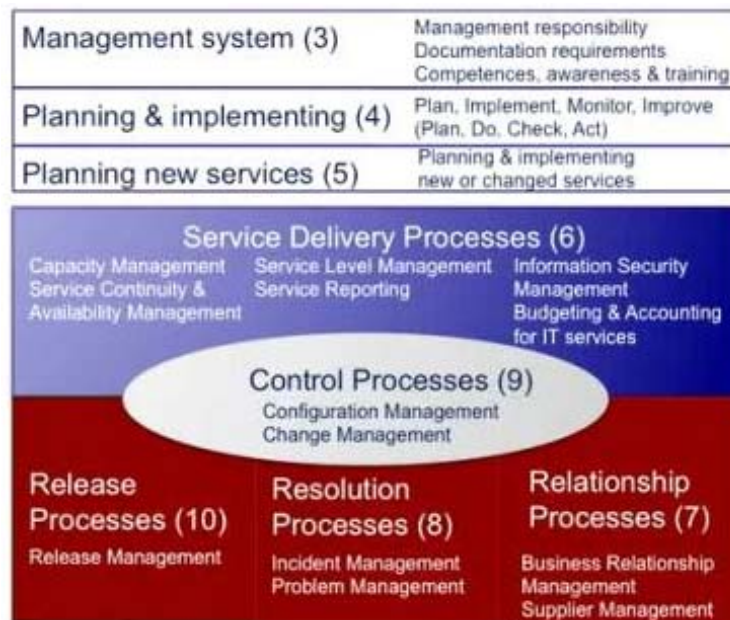 Management system (3)
Management responsibility
Documentation requirements
Competences, awareness & training
Planning & implementing (4)
Plan, Implement, Monitor, Improve
(Plan, Do, Check, Act)
Planning new services (5)
Planning & implementing
new or changed services
Service Delivery Processes (6)
Capacity Management
Service Continuity &
Availability Management
Service Level Management
Service Reporting
Information Security
Management
Budgeting & Accounting
for IT services
Control Processes (9)
Configuration Management
Change Management
Release
Processes (10)
Release Management
Resolution
Processes (8)
Incident Management
Problem Management
Relationship
Processes (7)
Business Relationship
Management
Supplier Management